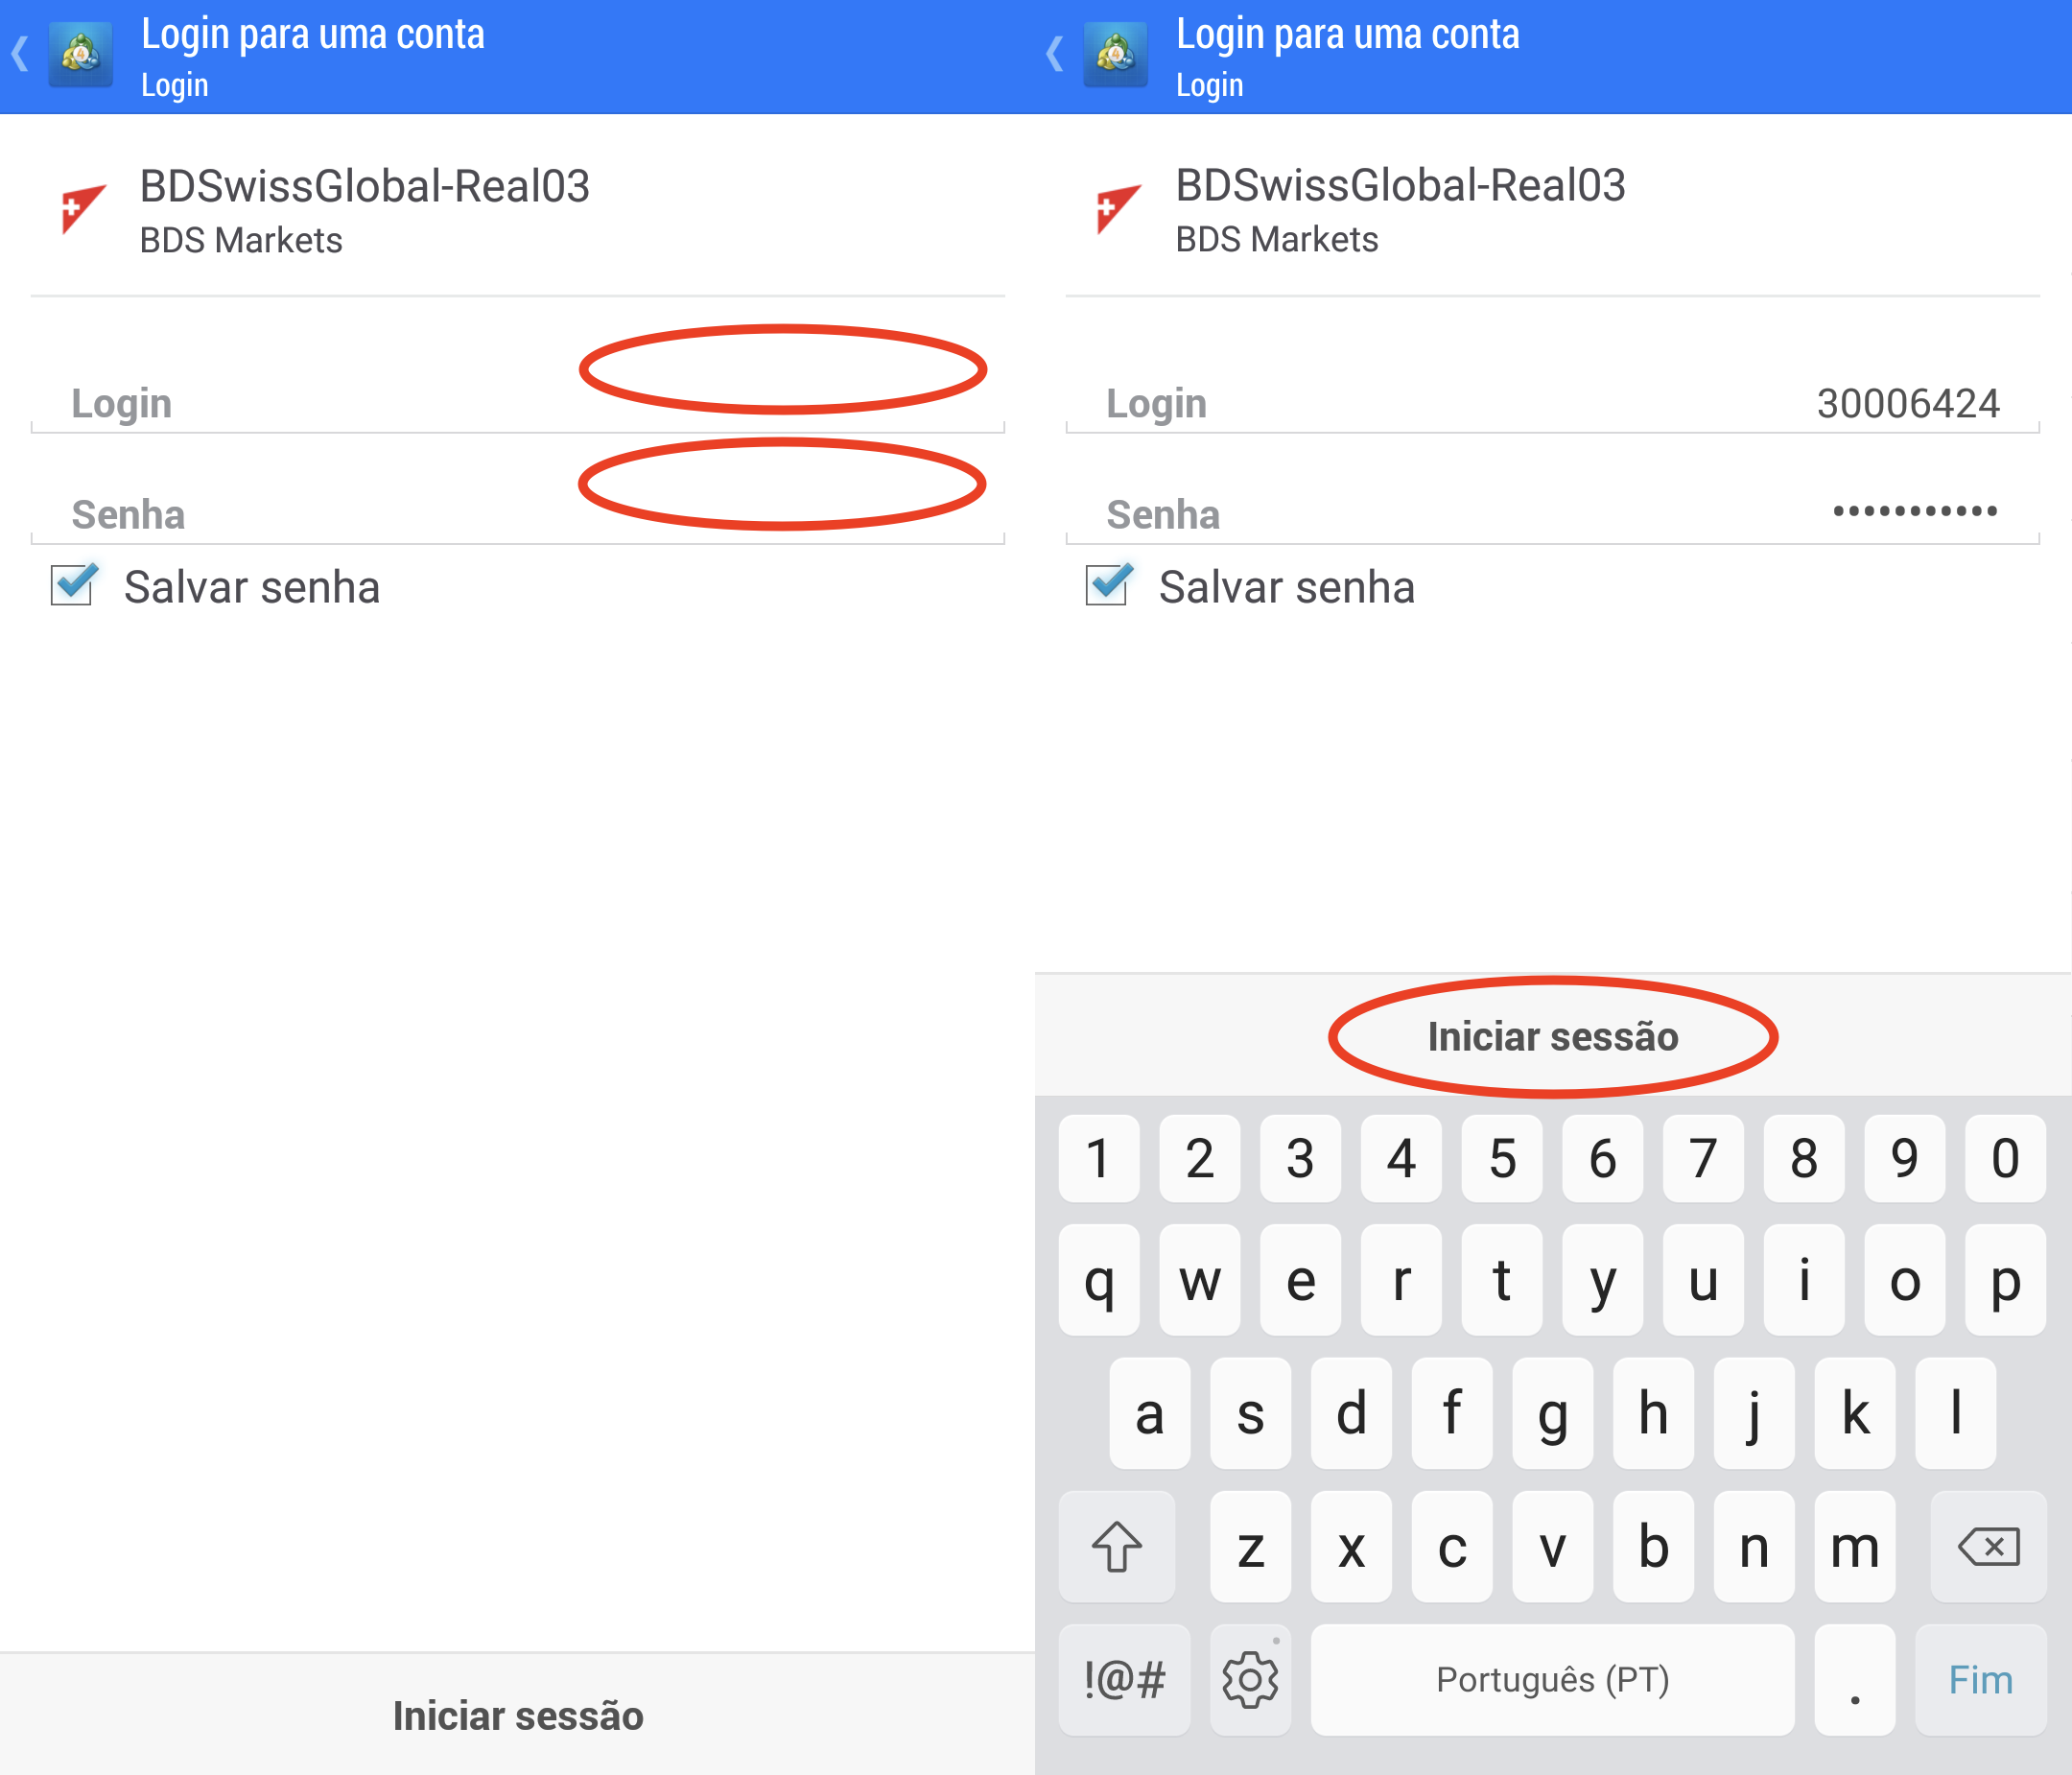 Login para uma conta
Login
BDSwissGlobal-Real03
BDS Markets
Login
Senha
Salvar senha
Iniciar sessão
Login para uma conta
Login
BDSwissGlobal-Real03
BDS Markets
Login 30006424
Senha •••••••••••
Salvar senha
Iniciar sessão
1 2 3 4 5 6 7 8 9 0
q w e r t y u i o p
a s d f g h j k l
z x c v b n m
!@# Português (PT) . Fim